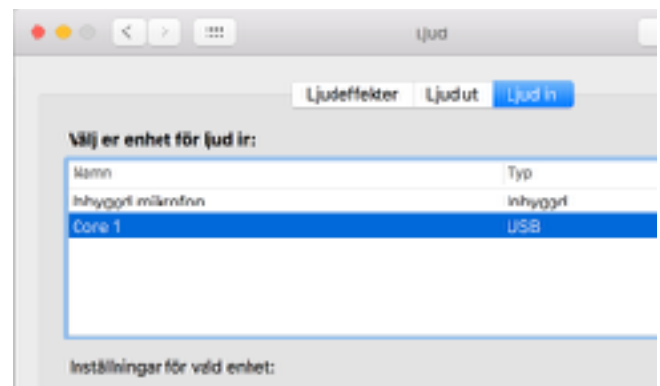 Ljud
Ljudeffekter Ljud ut Ljud in
Välj en enhet för ljud in:
Namn Typ
Inbyggd mikrofon Inbyggd
Core 1 USB
Inställningar för vald enhet: